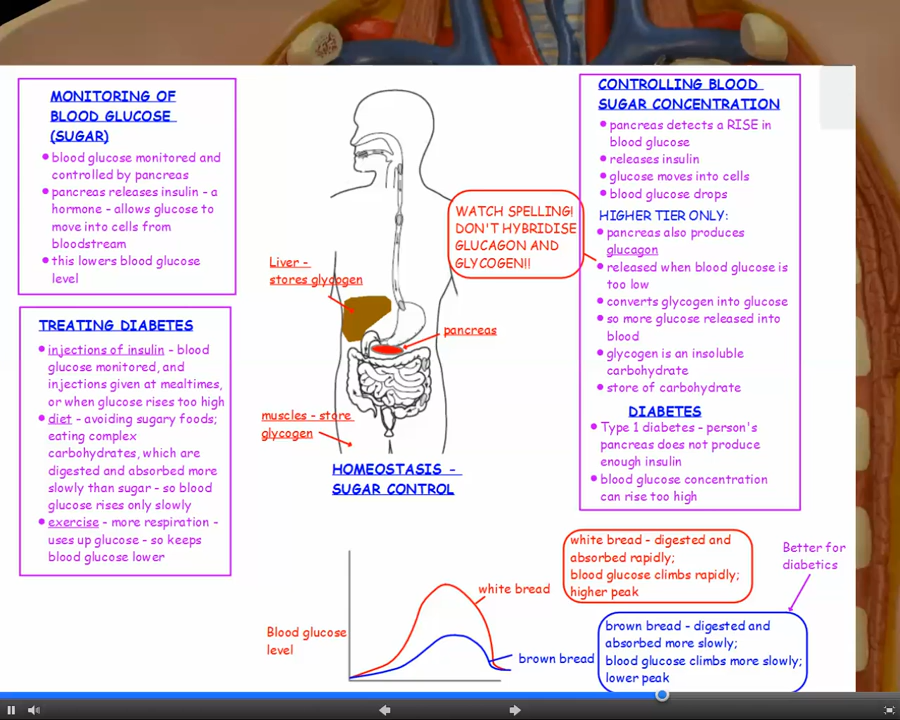 MONITORING OF
BLOOD GLUCOSE
(SUGAR)
blood glucose monitored and
controlled by pancreas
pancreas releases insulin - a
hormone - allows glucose to
move into cells from
bloodstream
this lowers blood glucose
level
TREATING DIABETES
injections of insulin - blood
glucose monitored, and
injections given at mealtimes,
or when glucose rises too high
diet - avoiding sugary foods;
eating complex
carbohydrates, which are
digested and absorbed more
slowly than sugar - so blood
glucose rises only slowly
exercise - more respiration -
uses up glucose - so keeps
blood glucose lower
Liver -
stores glycogen
pancreas
muscles - store
glycogen
HOMEOSTASIS -
SUGAR CONTROL
WATCH SPELLING!
DON'T HYBRIDISE
GLUCAGON AND
GLYCOGEN!!
CONTROLLING BLOOD
SUGAR CONCENTRATION
pancreas detects a RISE in
blood glucose
releases insulin
glucose moves into cells
blood glucose drops
HIGHER TIER ONLY:
pancreas also produces
glucagon
released when blood glucose is
too low
converts glycogen into glucose
so more glucose released into
blood
glycogen is an insoluble
carbohydrate
store of carbohydrate
DIABETES
Type 1 diabetes - person's
pancreas does not produce
enough insulin
blood glucose concentration
can rise too high
Blood glucose
level
white bread
brown bread
white bread - digested and
absorbed rapidly;
blood glucose climbs rapidly;
higher peak
Better for
diabetics
brown bread - digested and
absorbed more slowly;
blood glucose climbs more slowly;
lower peak